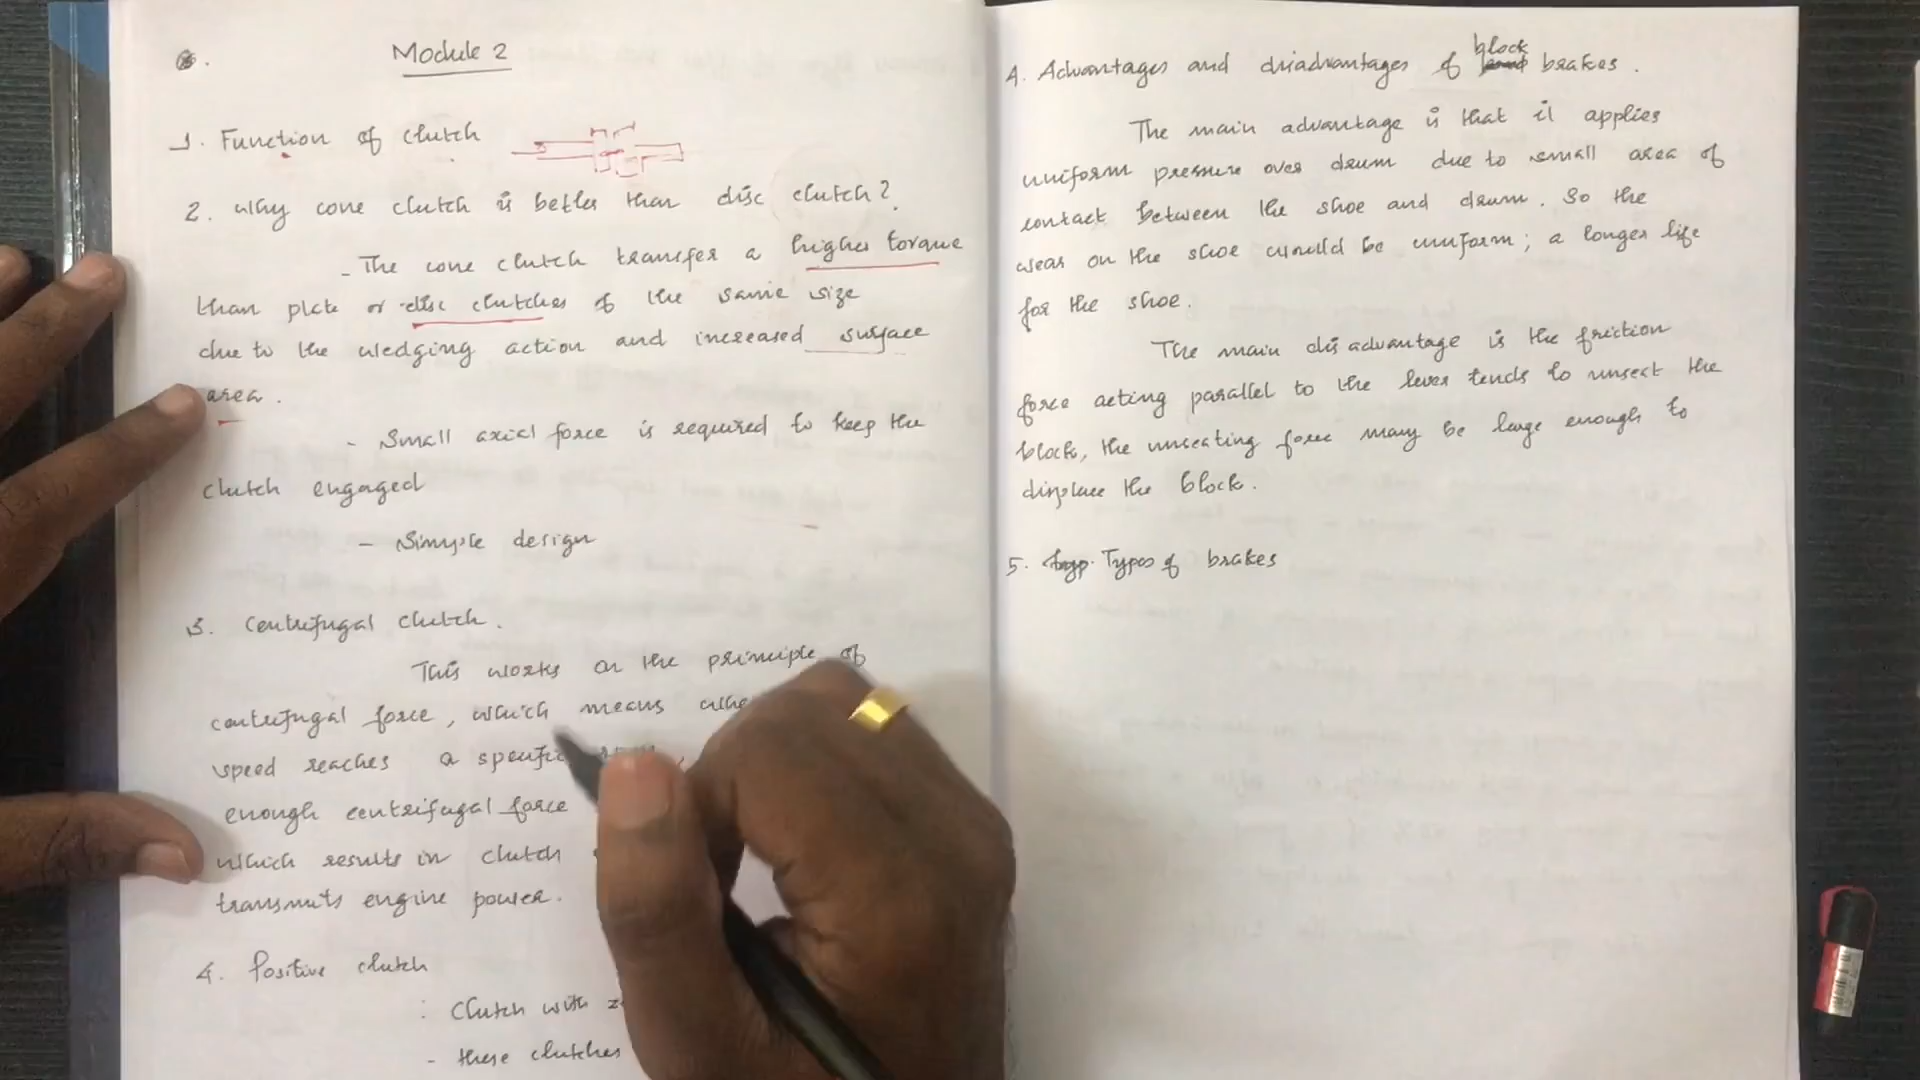 Module 2
1. Function of clutch
2. Why cone clutch is better than disc clutch?
- The cone clutch transfer a higher torque
than plate or disc clutches of the same size
due to the wedging action and increased surface
area.
- Small axial force is required to keep the
clutch engaged
- Simple design
3. Centrifugal clutch.
This works on the principle of
centrifugal force, which means
speed reaches a
enough centrifugal force
which results in clutch
transmits engine power.
4. Positive clutch
: Clutch with
- these clutches
4. Advantages and disadvantages of block brakes.
The main advantage is that it applies
uniform pressure over drum due to small area of
contact between the shoe and drum. So the
wear on the shoe would be uniform; a longer life
for the shoe.
The main disadvantage is the friction
force acting parallel to the lever tends to unseat the
block, the unseating force may be large enough to
displace the block.
5. Types of brakes